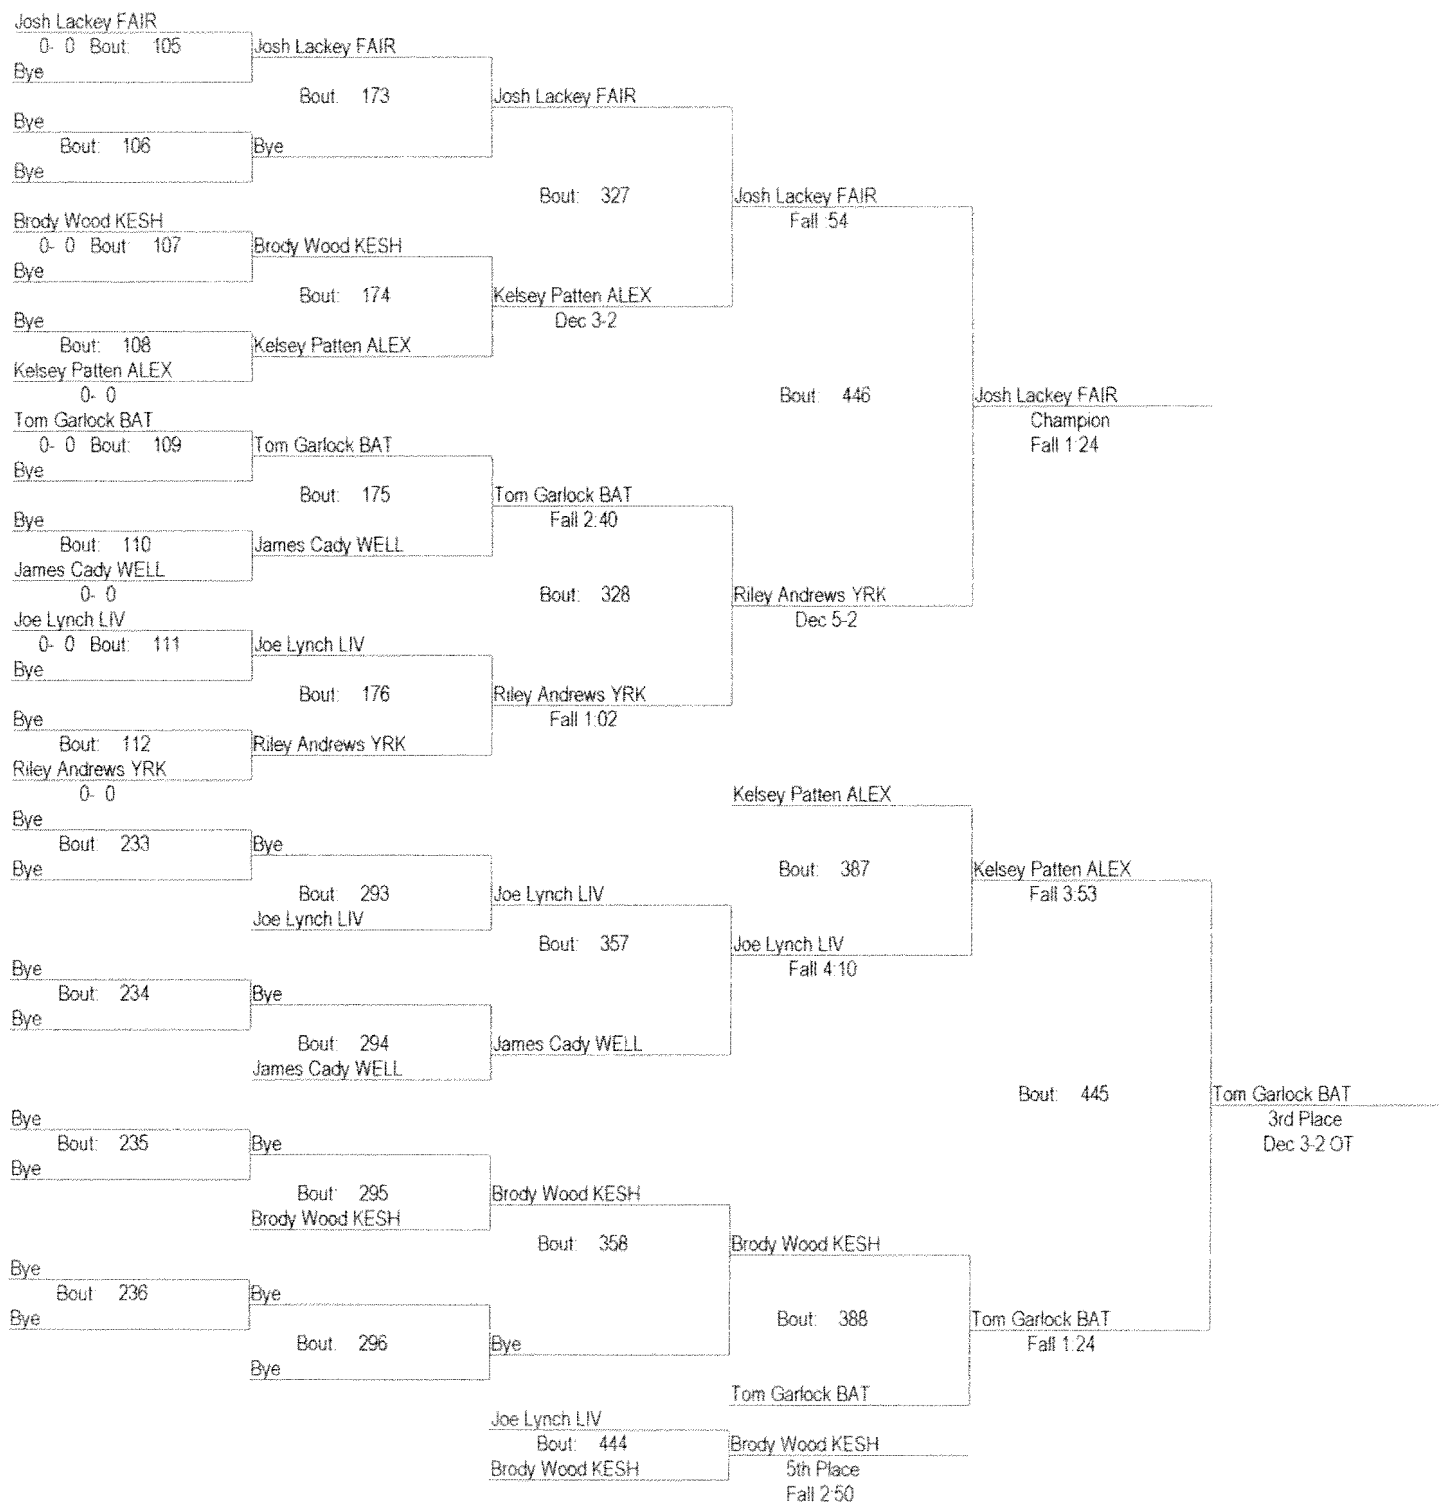 Josh Lackey FAIR
0- 0 Bout: 105
Josh Lackey FAIR
Bye
Bout. 173
Josh Lackey FAIR
Bye
Bout: 106
Bye
Bye
Bout: 327
Josh Lackey FAIR
Fall :54
Brody Wood KESH
0- 0 Bout: 107
Brody Wood KESH
Bye
Bout: 174
Kelsey Patten ALEX
Dec 3-2
Bye
Bout: 108
Kelsey Patten ALEX
Kelsey Patten ALEX
0- 0
Bout: 446
Josh Lackey FAIR
Champion
Fall 1:24
Tom Garlock BAT
0- 0 Bout: 109
Tom Garlock BAT
Bye
Bout: 175
Tom Garlock BAT
Fall 2:40
Bye
Bout: 110
James Cady WELL
James Cady WELL
0- 0
Bout: 328
Riley Andrews YRK
Dec 5-2
Joe Lynch LIV
0- 0 Bout: 111
Joe Lynch LIV
Bye
Bout: 176
Riley Andrews YRK
Fall 1:02
Bye
Bout: 112
Riley Andrews YRK
Riley Andrews YRK
0- 0
Kelsey Patten ALEX
Bye
Bout: 233
Bye
Bye
Bout: 387
Kelsey Patten ALEX
Fall 3:53
Bout: 293
Joe Lynch LIV
Joe Lynch LIV
Bout: 357
Joe Lynch LIV
Fall 4:10
Bye
Bout: 234
Bye
Bye
Bout: 294
James Cady WELL
James Cady WELL
Bout: 445
Tom Garlock BAT
3rd Place
Dec 3-2 OT
Bye
Bout: 235
Bye
Bye
Bout: 295
Brody Wood KESH
Brody Wood KESH
Bout: 358
Brody Wood KESH
Bye
Bout: 236
Bye
Bye
Bout: 388
Tom Garlock BAT
Fall 1:24
Bout. 296
Bye
Bye
Tom Garlock BAT
Joe Lynch LIV
Bout: 444
Brody Wood KESH
Brody Wood KESH
5th Place
Fall 2:50